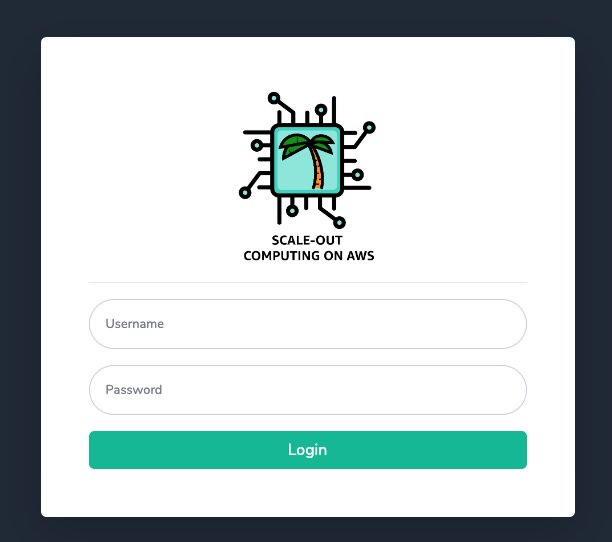 SCALE-OUT
COMPUTING ON AWS
Username
Password
Login